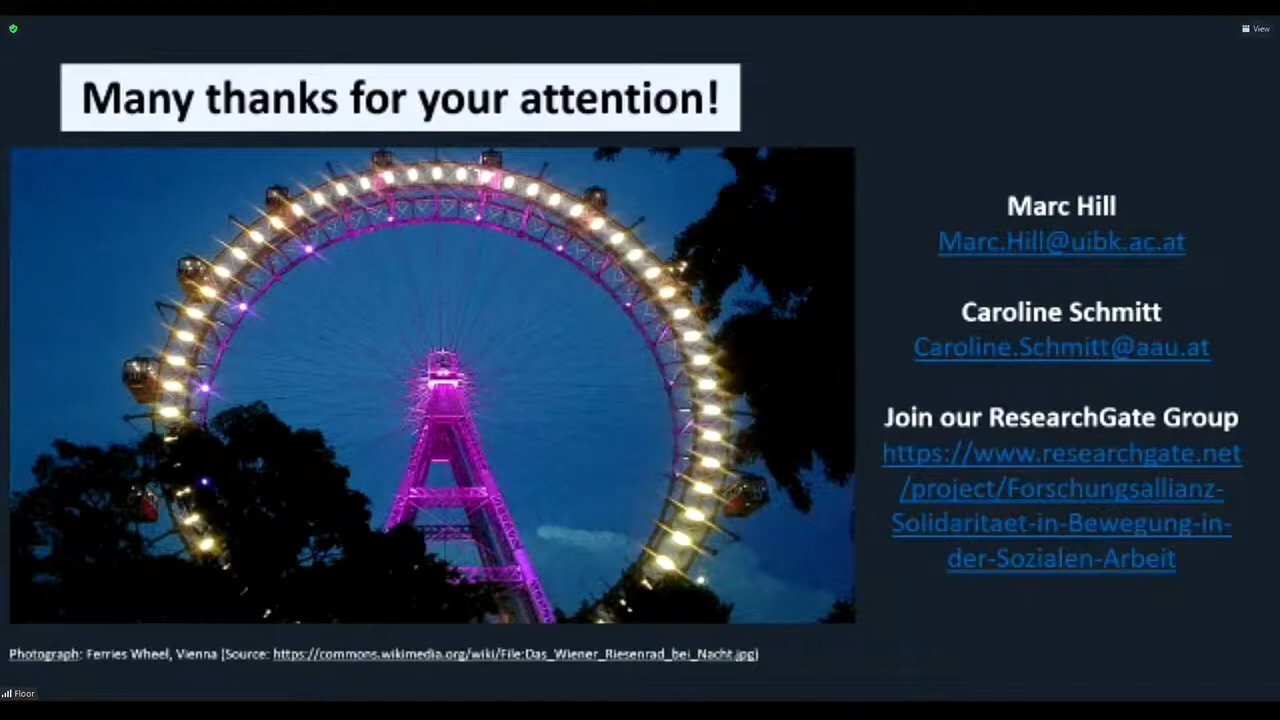 View
Many thanks for your attention!
Marc Hill
Marc.Hill@uibk.ac.at
Caroline Schmitt
Caroline.Schmitt@aau.at
Join our ResearchGate Group
https://www.researchgate.net
/project/Forschungsallianz-
Solidaritaet-in-Bewegung-in-
der-Sozialen-Arbeit
Photograph: Ferries Wheel, Vienna (Source: https://commons.wikimedia.org/wiki/File:Das_Wiener_Riesenrad_bei_Nacht.jpg)
Floor